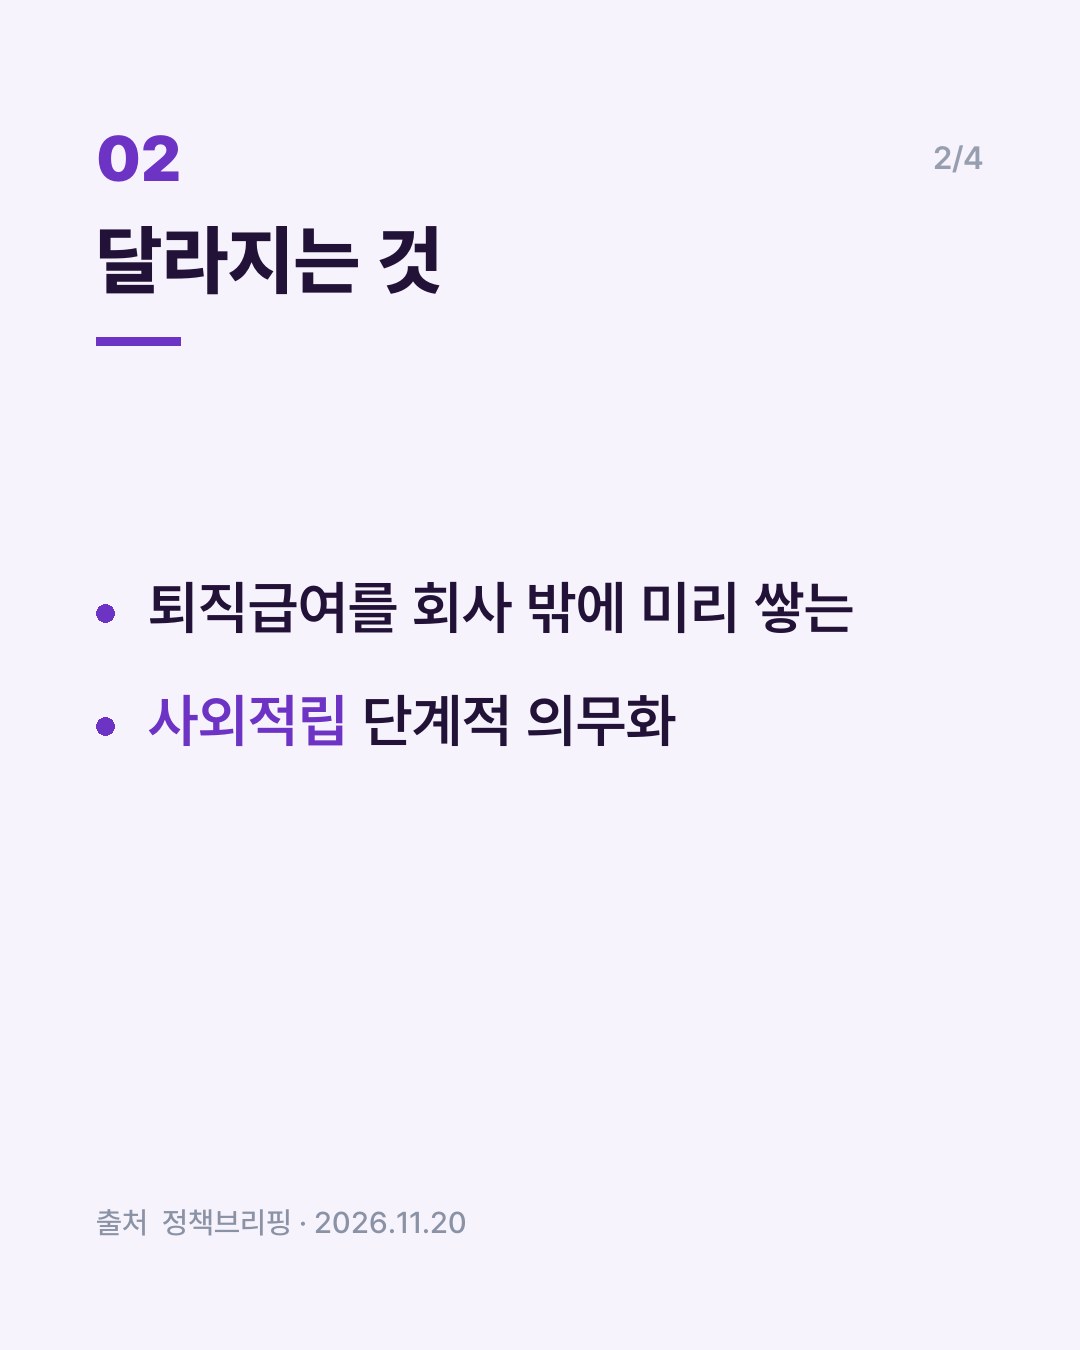 02
2/4
달라지는 것
• 퇴직급여를 회사 밖에 미리 쌓는
• 사외적립 단계적 의무화
출처 정책브리핑 · 2026.11.20